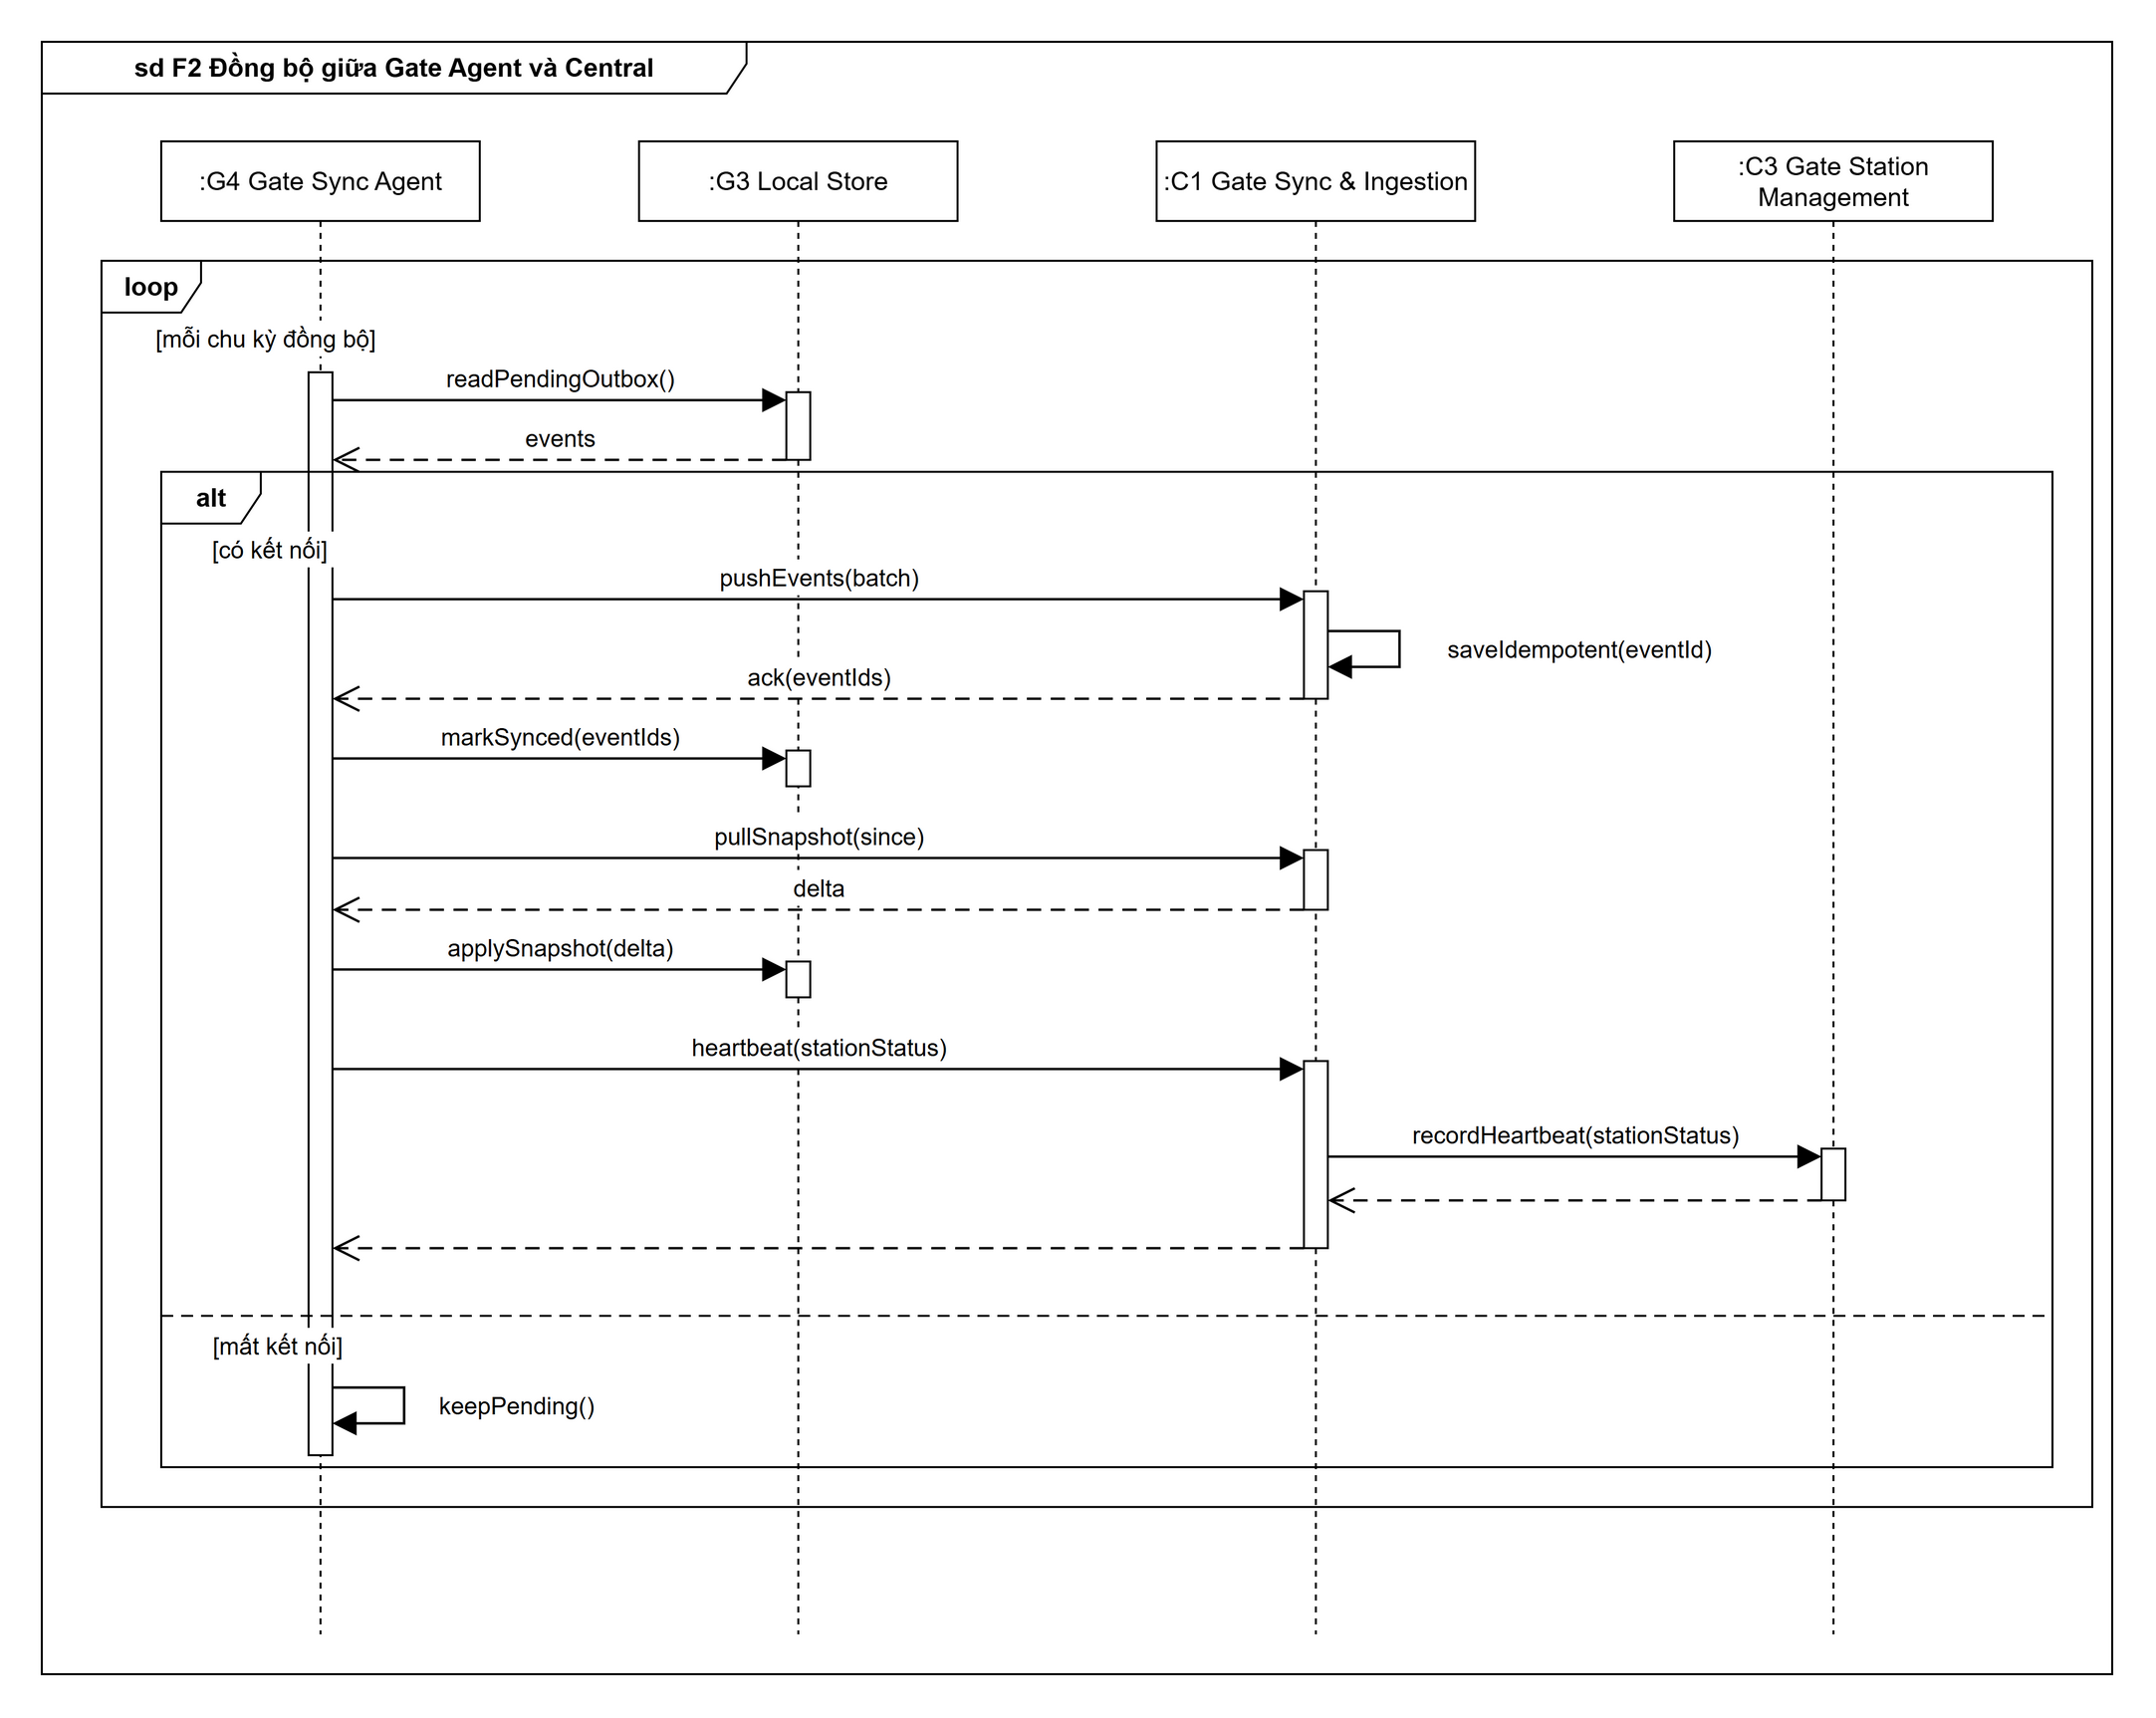 sd F2 Đồng bộ giữa Gate Agent và Central
:G4 Gate Sync Agent
:G3 Local Store
:C1 Gate Sync & Ingestion
:C3 Gate Station
Management
loop
[mỗi chu kỳ đồng bộ]
readPendingOutbox()
events
alt
[có kết nối]
pushEvents(batch)
saveIdempotent(eventId)
ack(eventIds)
markSynced(eventIds)
pullSnapshot(since)
delta
applySnapshot(delta)
heartbeat(stationStatus)
recordHeartbeat(stationStatus)
[mất kết nối]
keepPending()